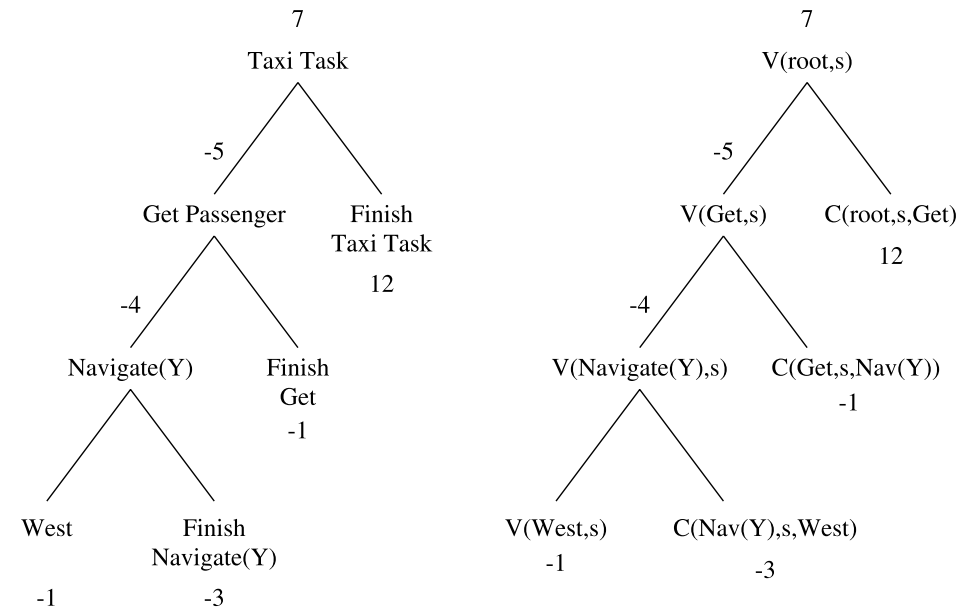 7
7
Taxi Task
V(root,s)
-5
-5
Get Passenger
Finish
Taxi Task
V(Get,s)
C(root,s,Get)
12
12
-4
-4
Navigate(Y)
Finish
Get
V(Navigate(Y),s)
C(Get,s,Nav(Y))
-1
-1
West
Finish
Navigate(Y)
V(West,s)
C(Nav(Y),s,West)
-1
-3
-1
-3